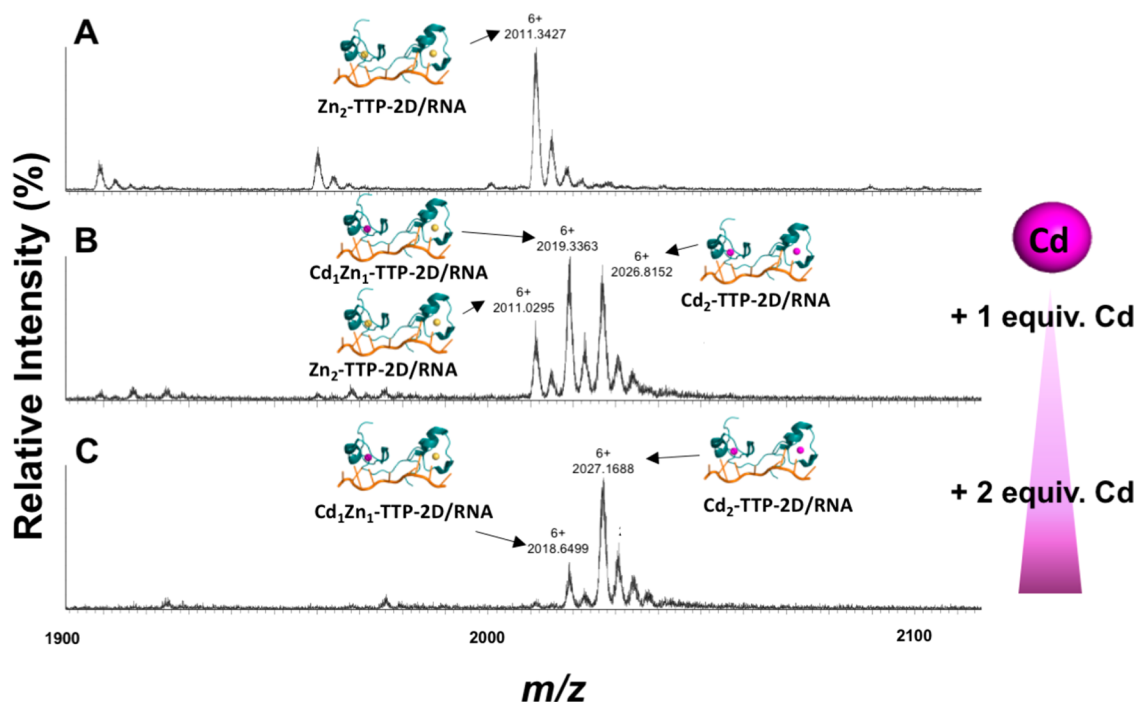 A
6+
2011.3427
Zn₂-TTP-2D/RNA
B
6+
2019.3363
Cd₁Zn₁-TTP-2D/RNA
6+
2026.8152
Cd₂-TTP-2D/RNA
6+
2011.0295
Zn₂-TTP-2D/RNA
Cd
+ 1 equiv. Cd
C
6+
2027.1688
Cd₁Zn₁-TTP-2D/RNA
Cd₂-TTP-2D/RNA
6+
2018.6499
+ 2 equiv. Cd
Relative Intensity (%)
1900
2000
2100
m/z